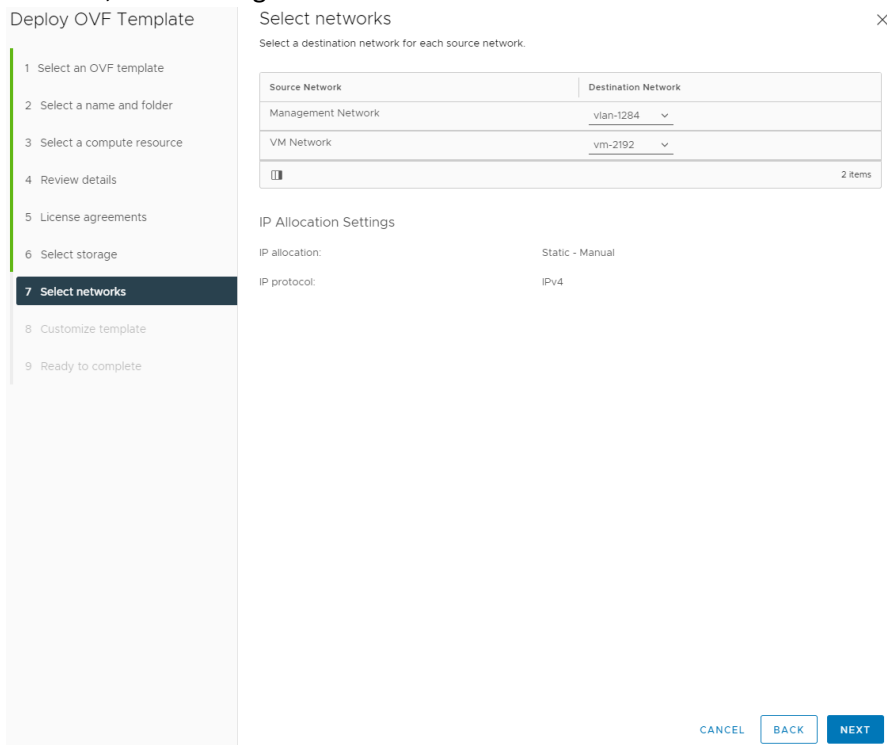 Deploy OVF Template
1 Select an OVF template
2 Select a name and folder
3 Select a compute resource
4 Review details
5 License agreements
6 Select storage
7 Select networks
8 Customize template
9 Ready to complete
Select networks
Select a destination network for each source network.
Source Network Destination Network
Management Network vlan-1284
VM Network vm-2192
2 items
IP Allocation Settings
IP allocation: Static - Manual
IP protocol: IPv4
CANCEL BACK NEXT